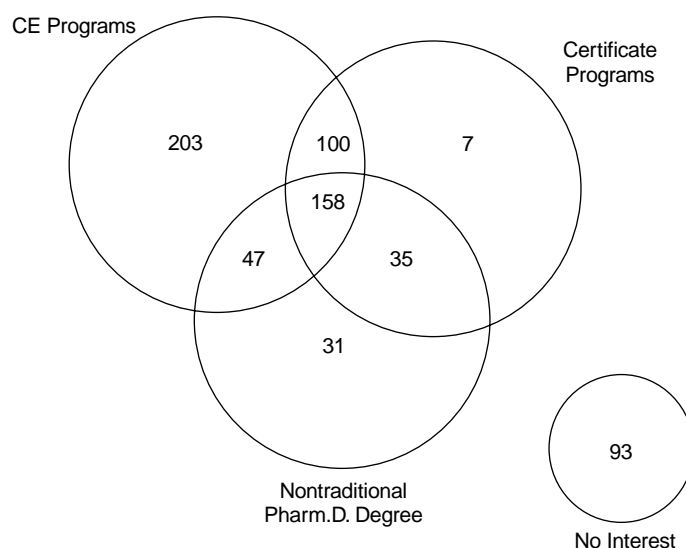 CE Programs
Certificate
Programs
203
100
7
158
47
35
31
93
Nontraditional
Pharm.D. Degree
No Interest